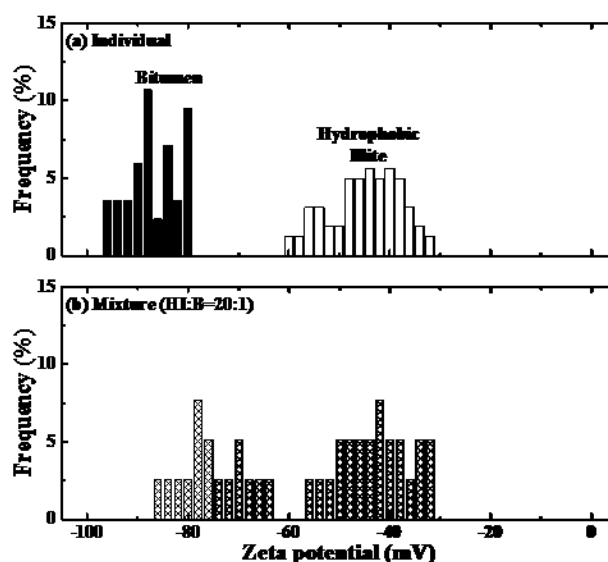 15
(a) Individual
Bitumen
10
Hydrophobic
Illite
Frequency (%)
5
0
15
(b) Mixture (HI:B=20:1)
10
Frequency (%)
5
0
-100 -80 -60 -40 -20 0
Zeta potential (mV)